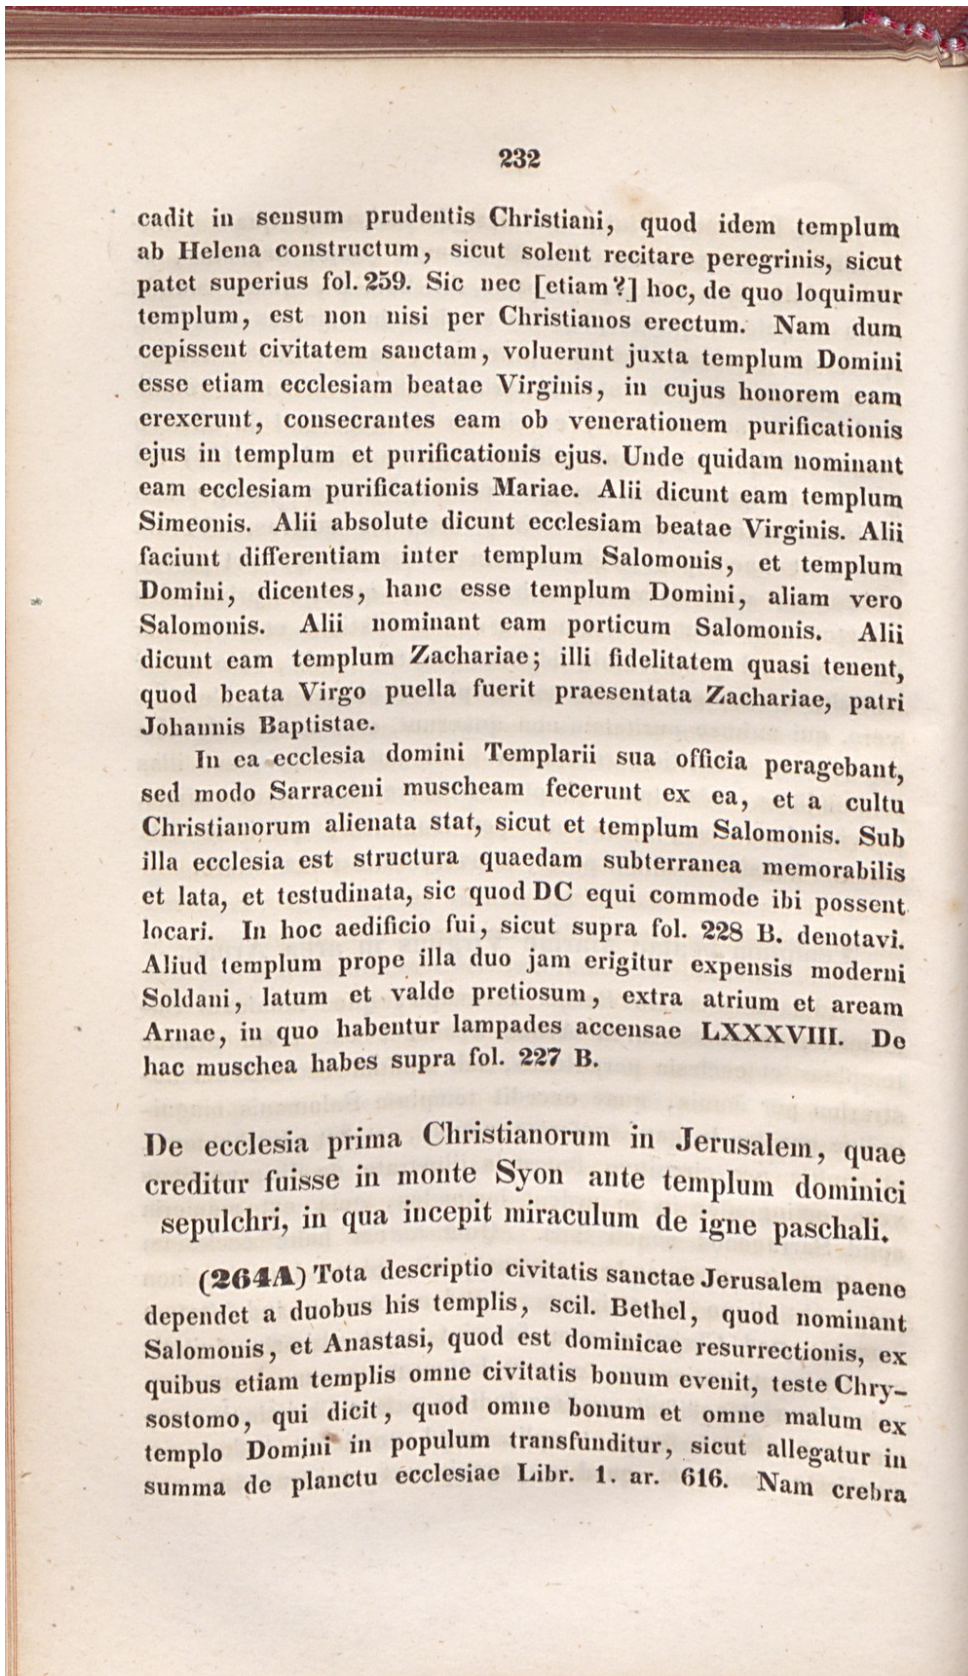 232
cadit in sensum prudentis Christiani, quod idem templum
ab Helena constructum, sicut solent recitare peregrinis, sicut
patet superius fol. 259. Sic nec [etiam?] hoc, de quo loquimur
templum, est non nisi per Christianos erectum. Nam dum
cepissent civitatem sanctam, voluerunt juxta templum Domini
esse etiam ecclesiam beatae Virginis, in cujus honorem eam
erexerunt, consecrantes eam ob venerationem purificationis
ejus in templum et purificationis ejus. Unde quidam nominant
eam ecclesiam purificationis Mariae. Alii dicunt eam templum
Simeonis. Alii absolute dicunt ecclesiam beatae Virginis. Alii
faciunt differentiam inter templum Salomonis, et templum
Domini, dicentes, hanc esse templum Domini, aliam vero
Salomonis. Alii nominant eam porticum Salomonis. Alii
dicunt eam templum Zachariae; illi fidelitatem quasi tenent,
quod beata Virgo puella fuerit praesentata Zachariae, patri
Johannis Baptistae.
In ea ecclesia domini Templarii sua officia peragebant,
sed modo Sarraceni muscheam fecerunt ex ea, et a cultu
Christianorum alienata stat, sicut et templum Salomonis. Sub
illa ecclesia est structura quaedam subterranea memorabilis
et lata, et testudinata, sic quod DC equi commode ibi possent
locari. In hoc aedificio fui, sicut supra fol. 228 B. denotavi.
Aliud templum prope illa duo jam erigitur expensis moderni
Soldani, latum et valde pretiosum, extra atrium et aream
Arnae, in quo habentur lampades accensae LXXXVIII. De
hac muschea habes supra fol. 227 B.
De ecclesia prima Christianorum in Jerusalem, quae
creditur fuisse in monte Syon ante templum dominici
sepulchri, in qua incepit miraculum de igne paschali.
(264A) Tota descriptio civitatis sanctae Jerusalem paene
dependet a duobus his templis, scil. Bethel, quod nominant
Salomonis, et Anastasi, quod est dominicae resurrectionis, ex
quibus etiam templis omne civitatis bonum evenit, teste Chry-
sostomo, qui dicit, quod omne bonum et omne malum ex
templo Domini in populum transfunditur, sicut allegatur in
summa de planctu ecclesiae Libr. 1. ar. 616. Nam crebra